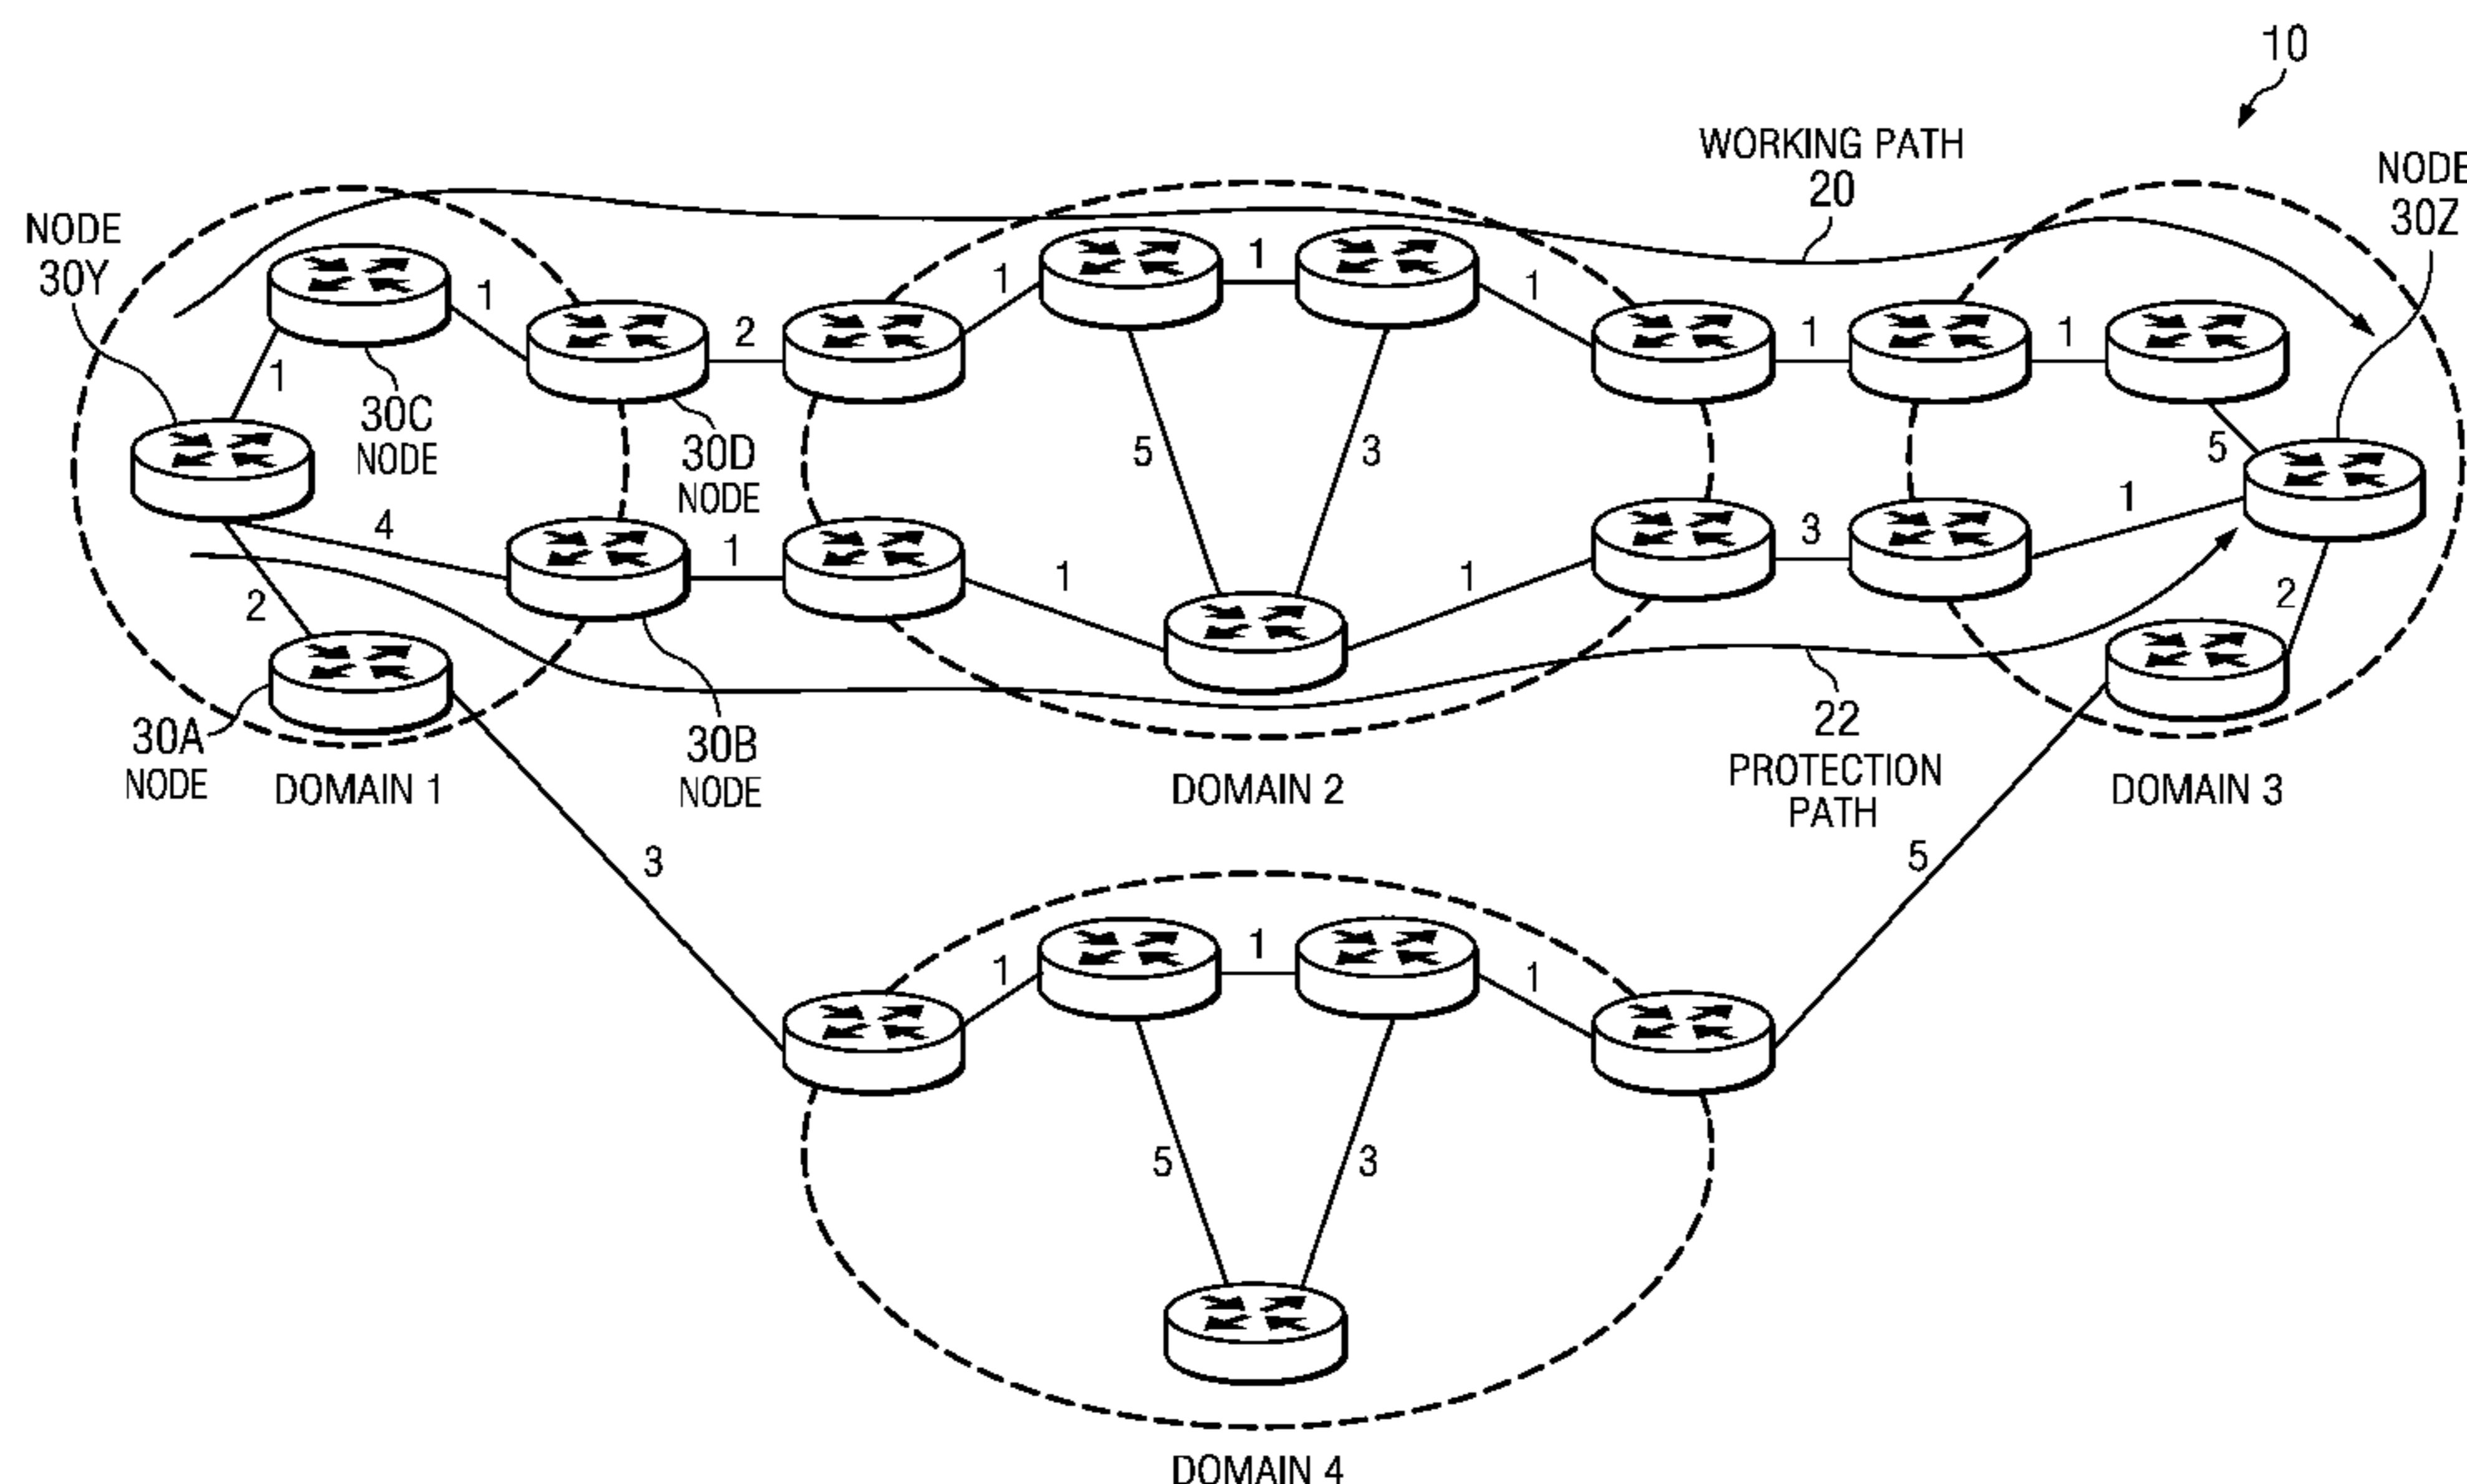 10
WORKING PATH
20
NODE
30Z
NODE
30Y
1
1
1
1
1
2
1
1
30C
NODE
30D
NODE
5
3
5
4
1
1
1
3
1
2
2
30A
NODE
30B
NODE
22
PROTECTION
PATH
DOMAIN 1
DOMAIN 2
DOMAIN 3
3
5
1
1
1
5
3
DOMAIN 4